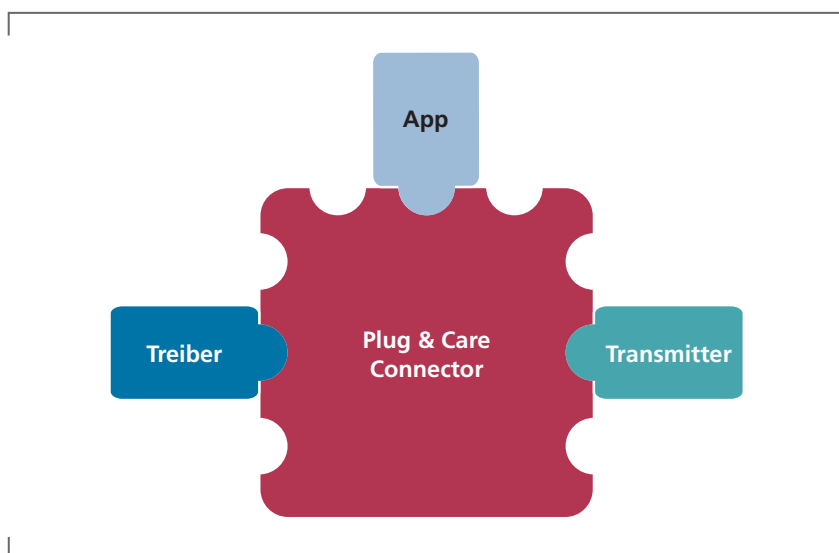 App
Plug & Care
Connector
Treiber
Transmitter